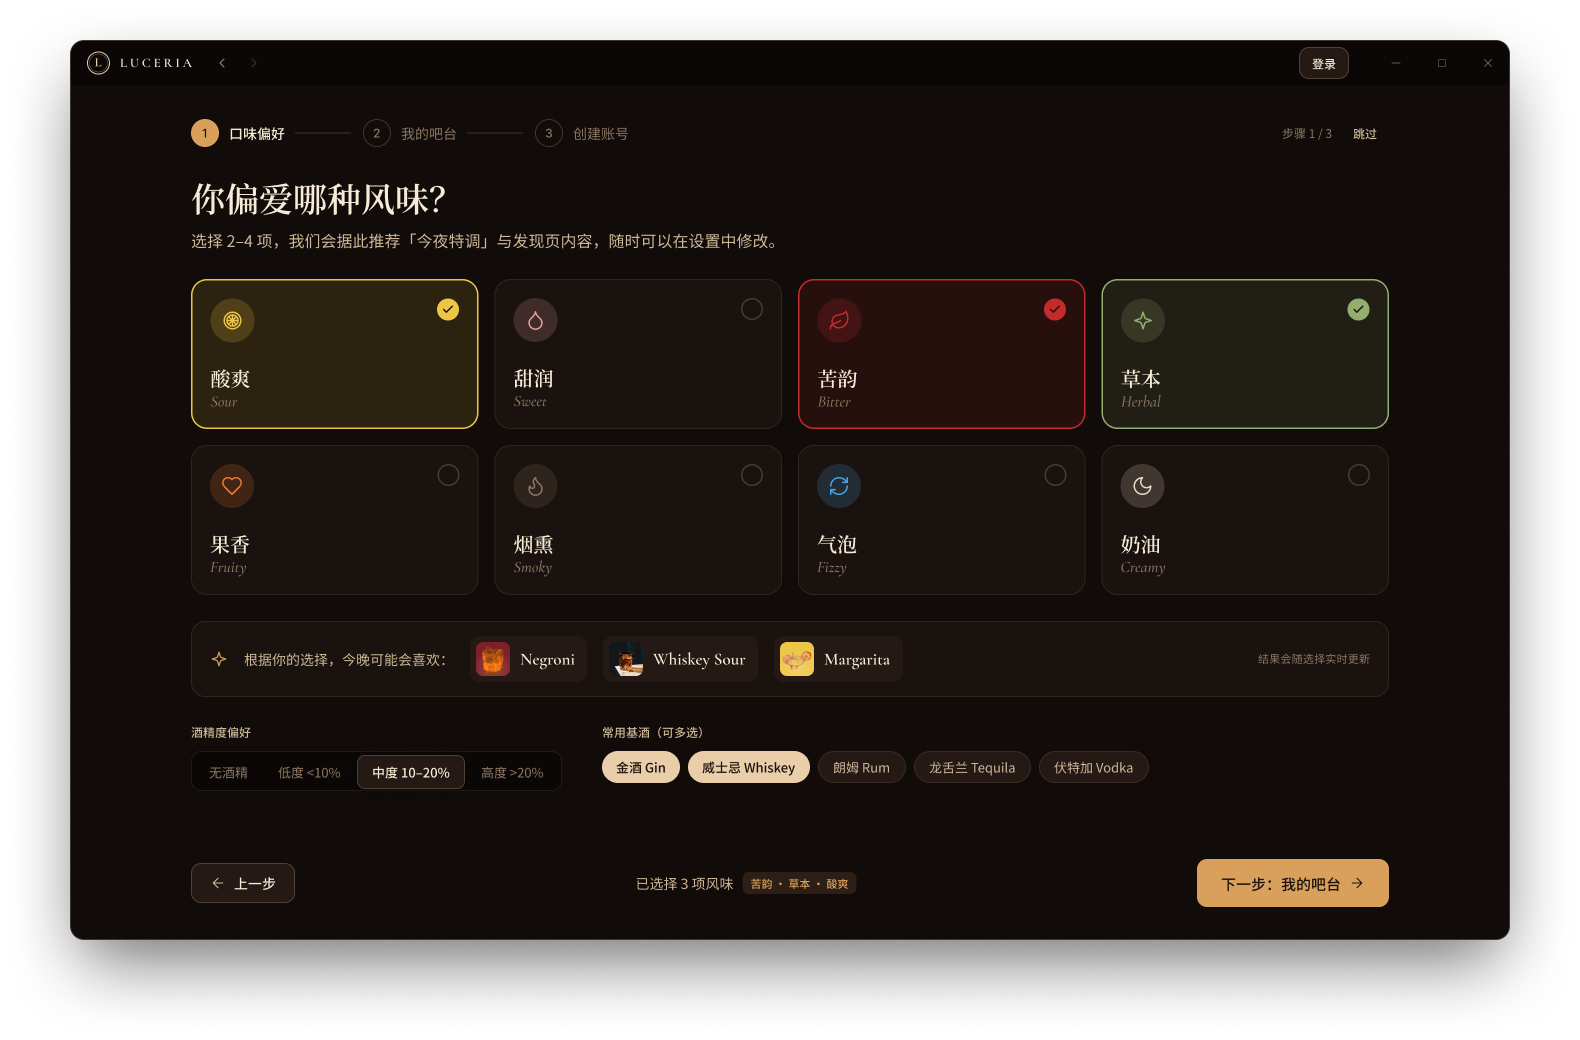 L LUCERIA 登录
1 口味偏好 2 我的吧台 3 创建账号 步骤 1 / 3 跳过
你偏爱哪种风味？
选择 2–4 项，我们会据此推荐「今夜特调」与发现页内容，随时可以在设置中修改。
酸爽
Sour
甜润
Sweet
苦韵
Bitter
草本
Herbal
果香
Fruity
烟熏
Smoky
气泡
Fizzy
奶油
Creamy
根据你的选择，今晚可能会喜欢： Negroni Whiskey Sour Margarita 结果会随选择实时更新
酒精度偏好
无酒精 低度 <10% 中度 10–20% 高度 >20%
常用基酒（可多选）
金酒 Gin 威士忌 Whiskey 朗姆 Rum 龙舌兰 Tequila 伏特加 Vodka
上一步 已选择 3 项风味 苦韵 · 草本 · 酸爽 下一步：我的吧台